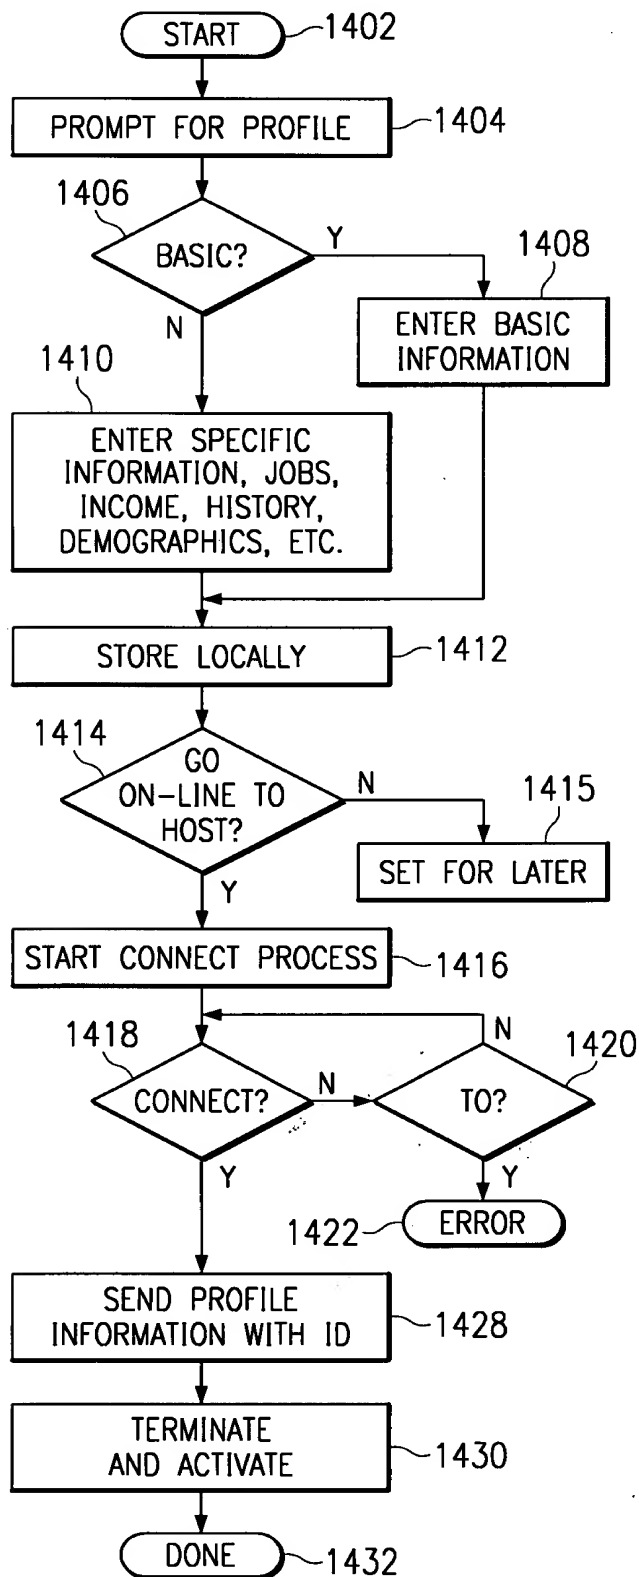 START
1402
PROMPT FOR PROFILE
1404
1406
BASIC?
Y
N
1408
ENTER BASIC
INFORMATION
1410
ENTER SPECIFIC
INFORMATION, JOBS,
INCOME, HISTORY,
DEMOGRAPHICS, ETC.
STORE LOCALLY
1412
1414
GO
ON-LINE TO
HOST?
N
Y
1415
SET FOR LATER
START CONNECT PROCESS
1416
1418
CONNECT?
N
Y
N
1420
TO?
Y
1422
ERROR
SEND PROFILE
INFORMATION WITH ID
1428
TERMINATE
AND ACTIVATE
1430
DONE
1432